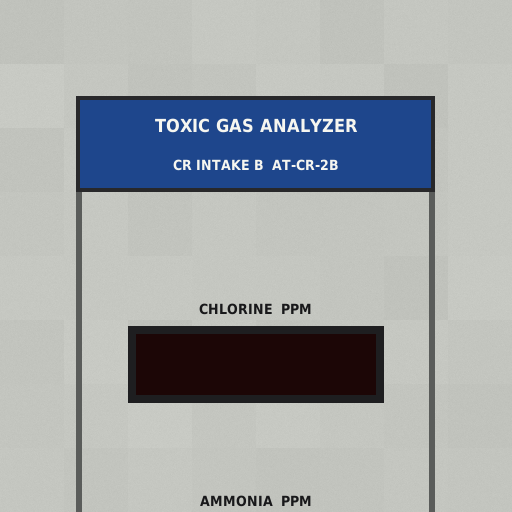 TOXIC GAS ANALYZER
CR INTAKE B AT-CR-2B
CHLORINE PPM
AMMONIA PPM